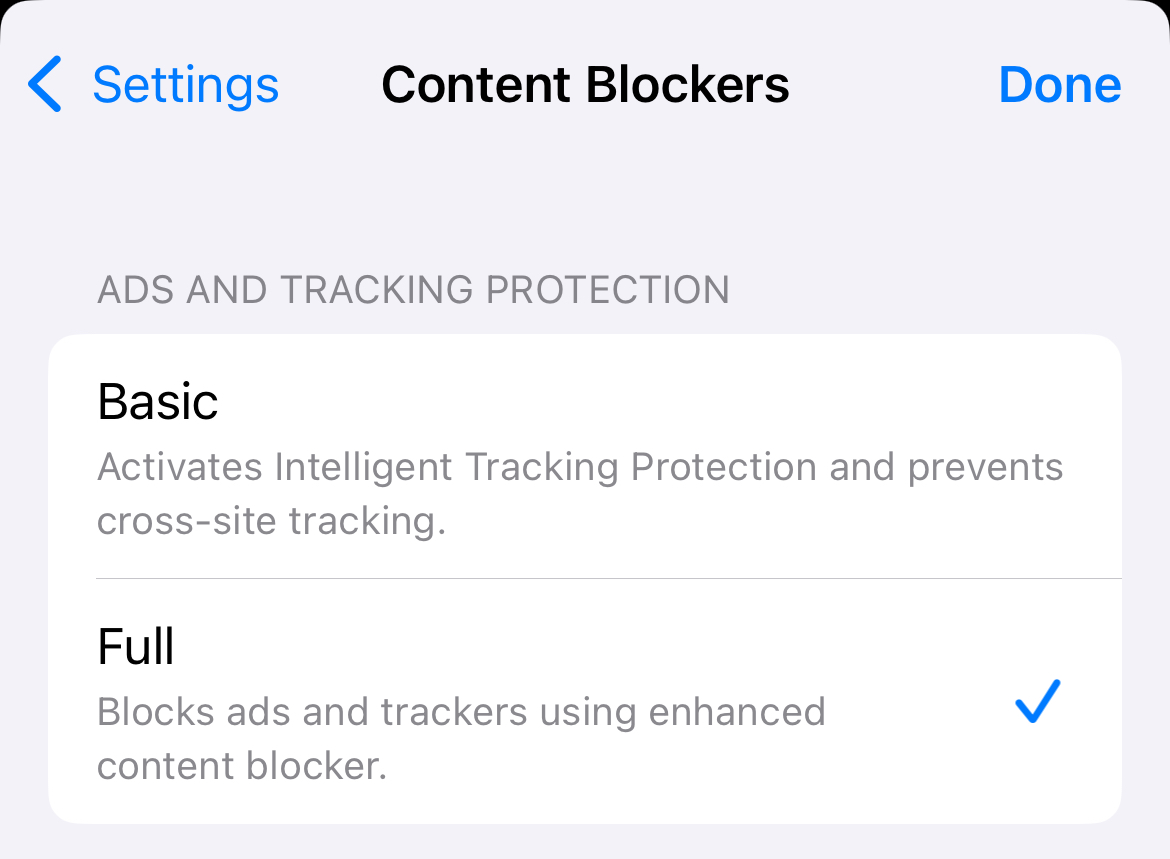 Settings Content Blockers Done
ADS AND TRACKING PROTECTION
Basic
Activates Intelligent Tracking Protection and prevents
cross-site tracking.
Full
Blocks ads and trackers using enhanced
content blocker.